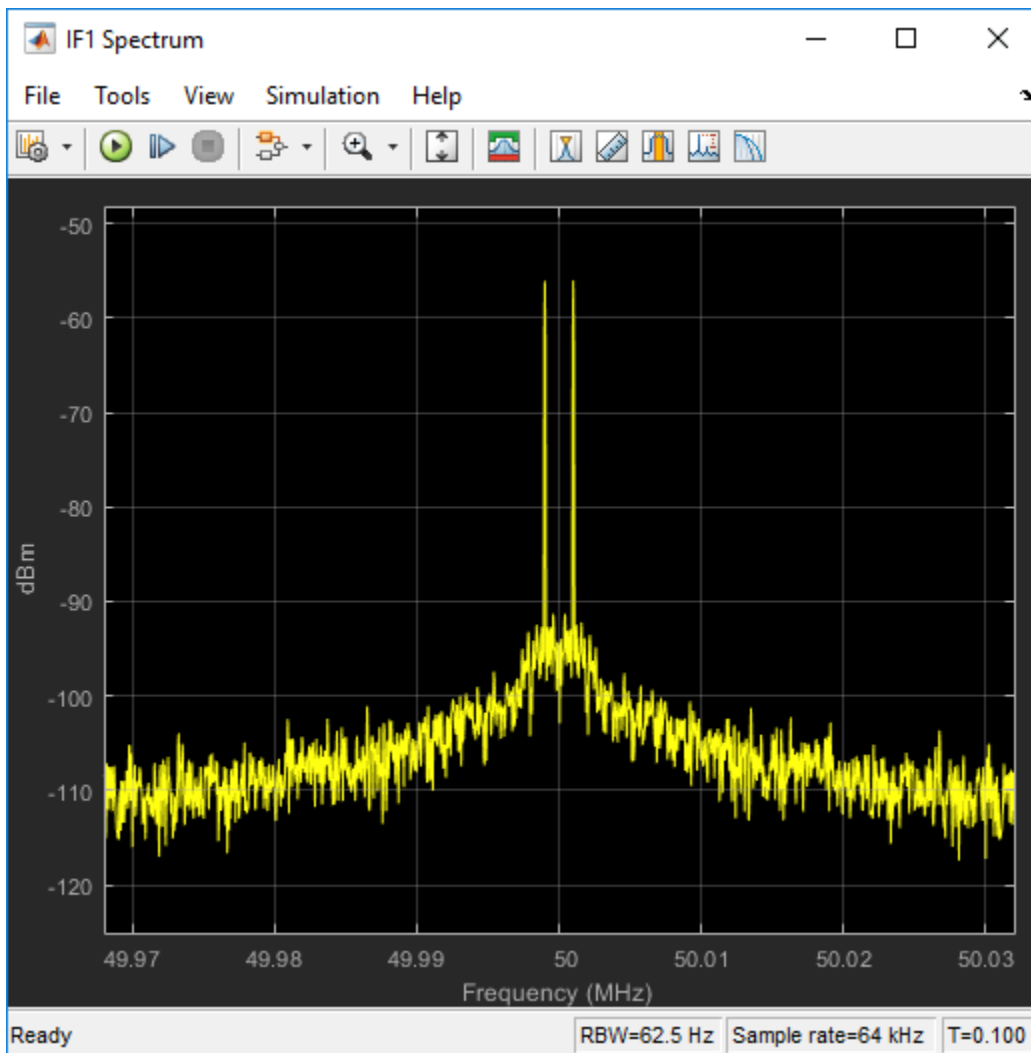 IF1 Spectrum
File Tools View Simulation Help
-50
-60
-70
-80
-90
-100
-110
-120
dBm
49.97 49.98 49.99 50 50.01 50.02 50.03
Frequency (MHz)
Ready RBW=62.5 Hz Sample rate=64 kHz T=0.100